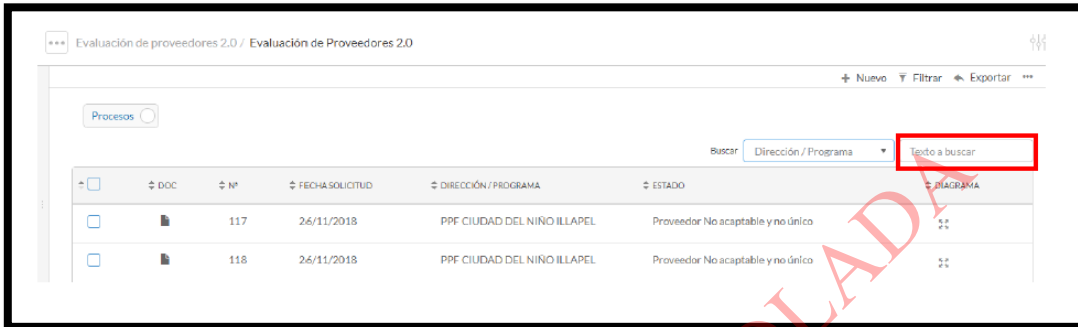 Evaluación de proveedores 2.0 / Evaluación de Proveedores 2.0
+ Nuevo Filtrar Exportar ...
Procesos
Buscar Dirección / Programa Texto a buscar
DOC N° FECHA SOLICITUD DIRECCIÓN / PROGRAMA ESTADO DIAGRAMA
117 26/11/2018 PPF CIUDAD DEL NIÑO ILLAPEL Proveedor No aceptable y no único
118 26/11/2018 PPF CIUDAD DEL NIÑO ILLAPEL Proveedor No acaptable y no único
OLADA